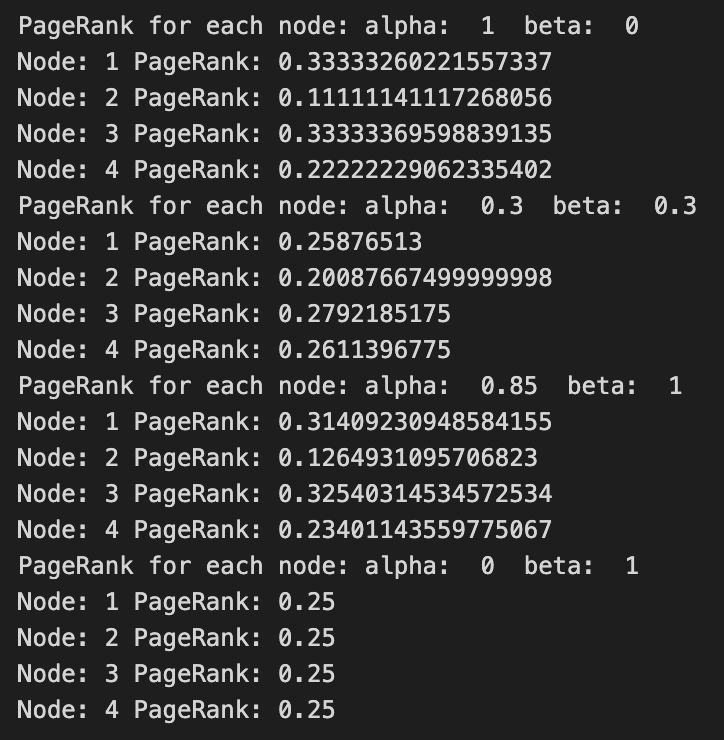 PageRank for each node: alpha:  1  beta:  0
Node: 1 PageRank: 0.33333260221557337
Node: 2 PageRank: 0.11111141117268056
Node: 3 PageRank: 0.33333369598839135
Node: 4 PageRank: 0.22222229062335402
PageRank for each node: alpha:  0.3  beta:  0.3
Node: 1 PageRank: 0.25876513
Node: 2 PageRank: 0.20087667499999998
Node: 3 PageRank: 0.2792185175
Node: 4 PageRank: 0.2611396775
PageRank for each node: alpha:  0.85  beta:  1
Node: 1 PageRank: 0.31409230948584155
Node: 2 PageRank: 0.1264931095706823
Node: 3 PageRank: 0.32540314534572534
Node: 4 PageRank: 0.23401143559775067
PageRank for each node: alpha:  0  beta:  1
Node: 1 PageRank: 0.25
Node: 2 PageRank: 0.25
Node: 3 PageRank: 0.25
Node: 4 PageRank: 0.25